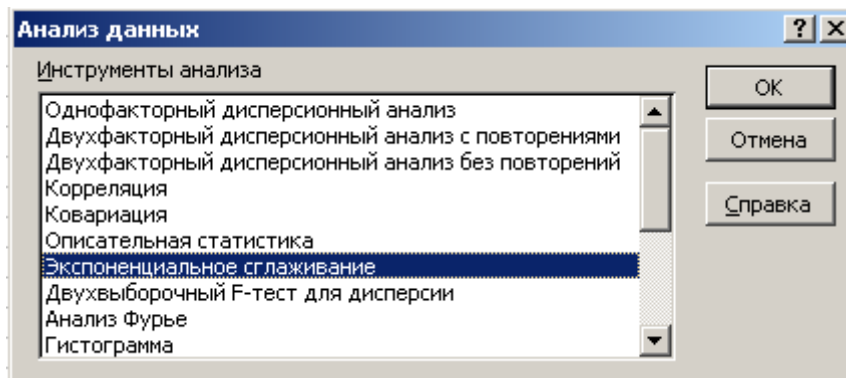 Анализ данных
Инструменты анализа
Однофакторный дисперсионный анализ
Двухфакторный дисперсионный анализ с повторениями
Двухфакторный дисперсионный анализ без повторений
Корреляция
Ковариация
Описательная статистика
Экспоненциальное сглаживание
Двухвыборочный F-тест для дисперсии
Анализ Фурье
Гистограмма
OK
Отмена
Справка